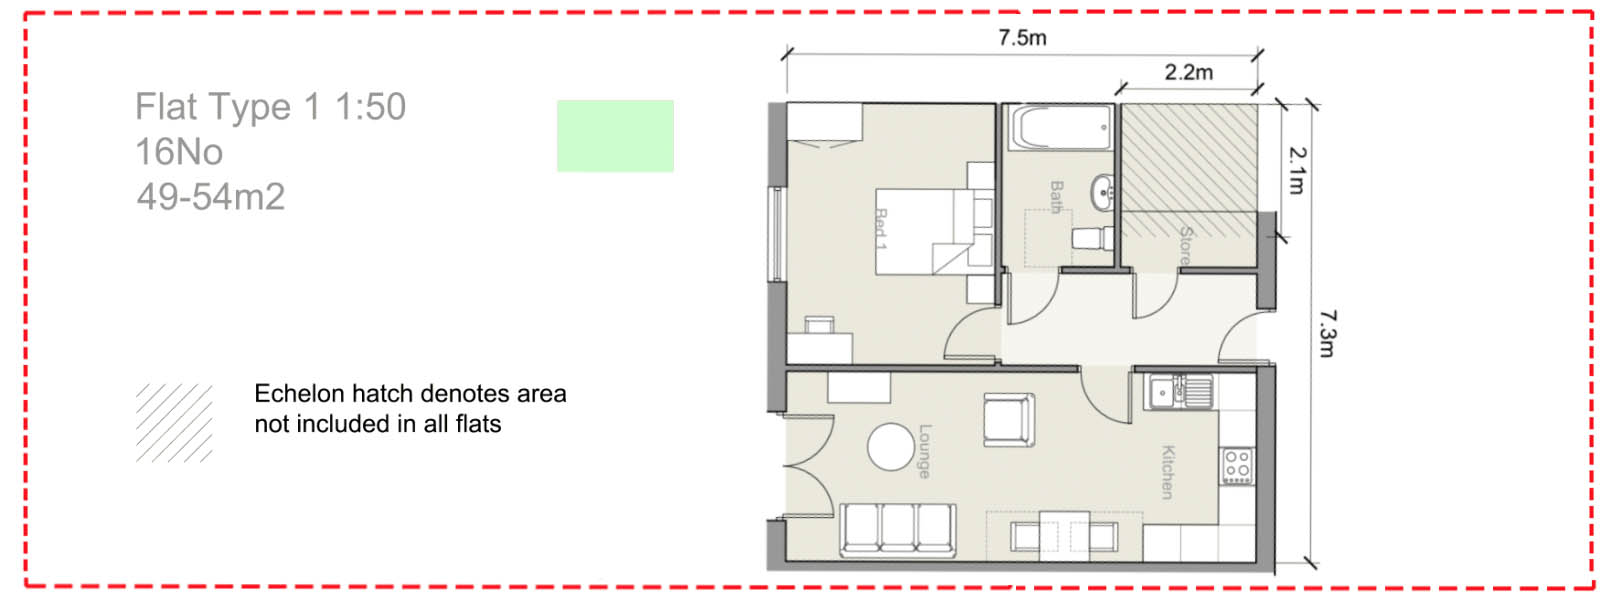 7.5m
2.2m
Flat Type 1 1:50
16No
49-54m2
2.1m
Bath
Bed 1
Store
7.3m
Echelon hatch denotes area
not included in all flats
Lounge
Kitchen